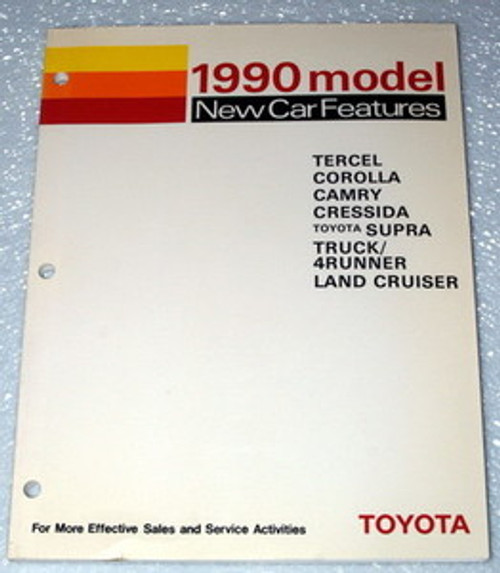 1990 model
New Car Features
TERCEL
COROLLA
CAMRY
CRESSIDA
TOYOTA SUPRA
TRUCK/
4RUNNER
LAND CRUISER
For More Effective Sales and Service Activities
TOYOTA